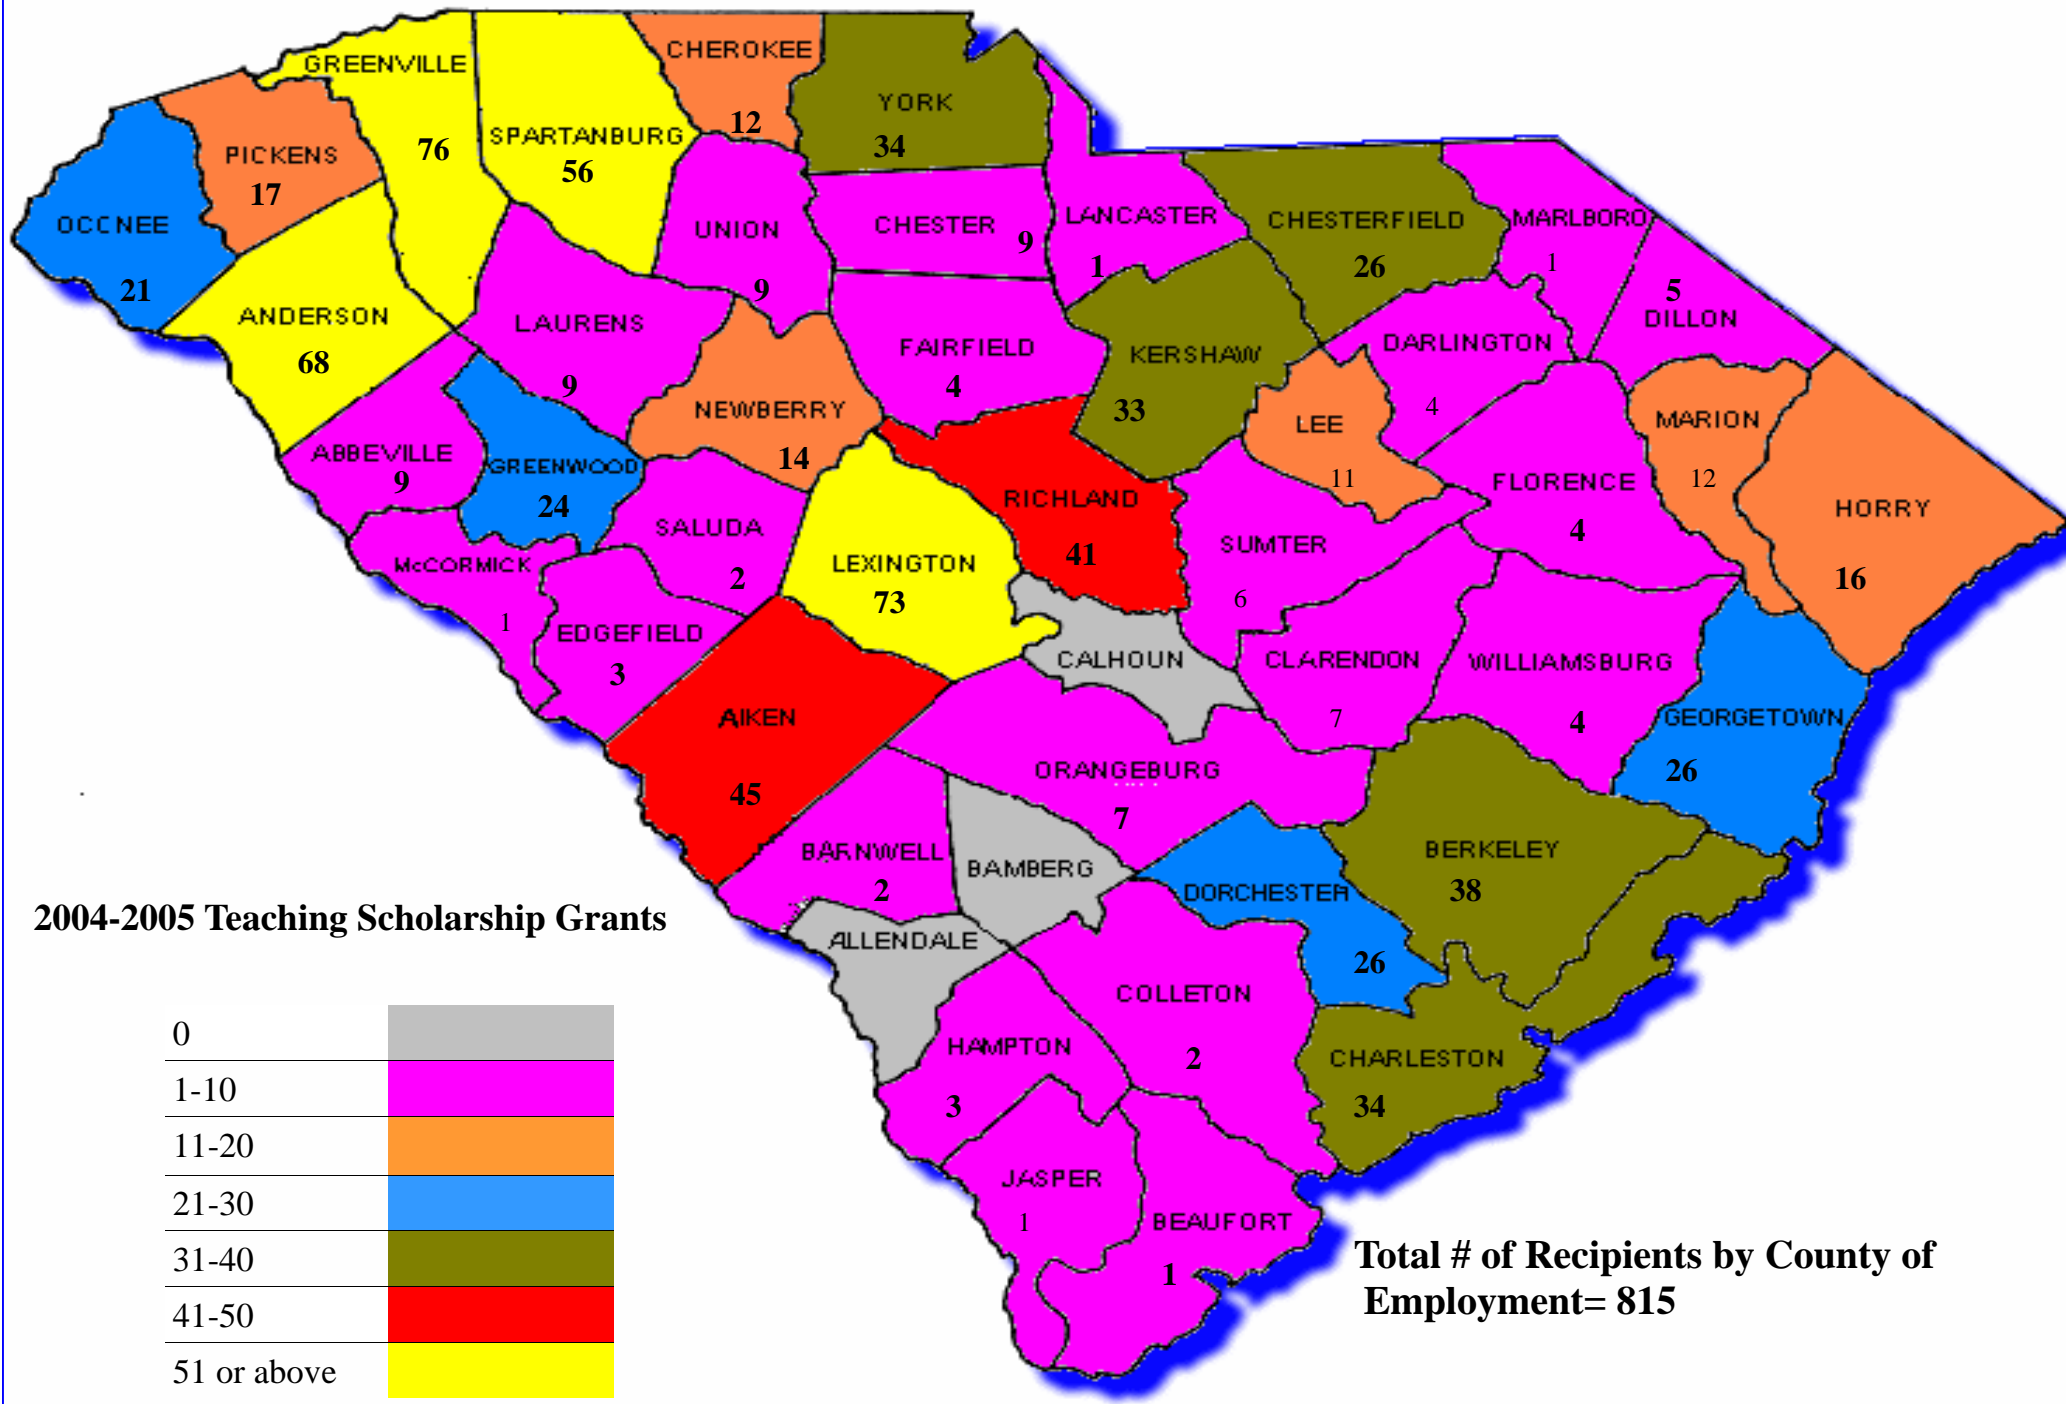 CHEROKEE
12
GREENVILLE
76
SPARTANBURG
56
YORK
34
PICKENS
17
OCCNEE
21
UNION
9
CHESTER 9
LANCASTER
1
CHESTERFIELD
26
MARLBORO
1
5
DILLON
ANDERSON
68
LAURENS
9
FAIRFIELD
4
KERSHAW
33
DARLINGTON
4
NEWBERRY
14
LEE
11
MARION
12
ABBEVILLE
9
GREENWOOD
24
SALUDA
2
RICHLAND
41
FLORENCE
4
HORRY
16
McCORMICK
1
LEXINGTON
73
SUMTER
6
EDGEFIELD
3
CALHOUN
CLARENDON
7
WILLIAMSBURG
4
GEORGETOWN
26
AIKEN
45
ORANGEBURG
7
BARNWELL
2
BAMBERG
DORCHESTER
26
BERKELEY
38
ALLENDALE
COLLETON
2
HAMPTON
3
CHARLESTON
34
JASPER
1
BEAUFORT
1
2004-2005 Teaching Scholarship Grants
0
1-10
11-20
21-30
31-40
41-50
51 or above
Total # of Recipients by County of
Employment= 815